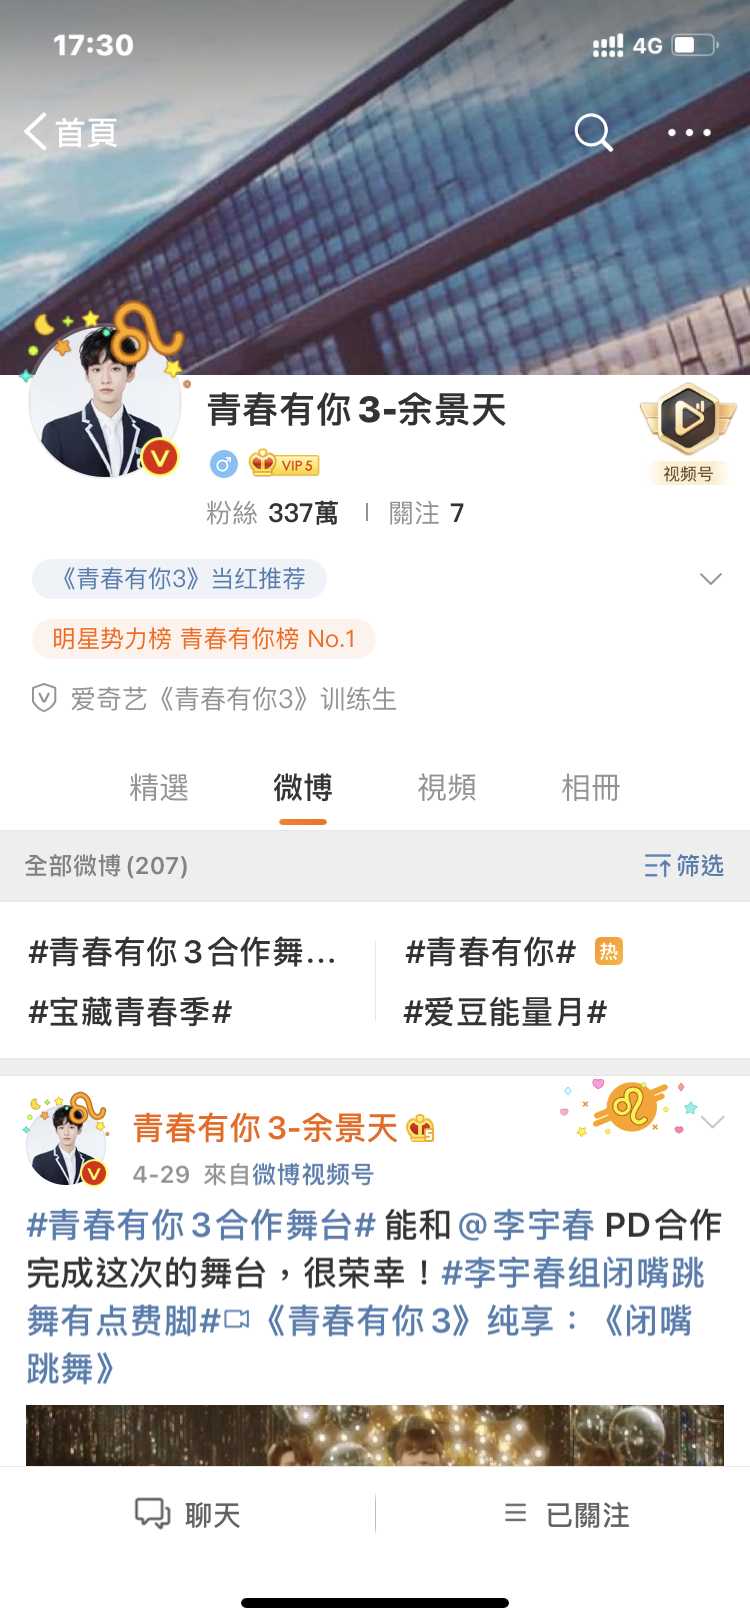 17:30 4G
首頁
青春有你3-余景天
VIP 5
视频号
粉絲 337萬 關注 7
《青春有你3》当红推荐
明星势力榜 青春有你榜 No.1
爱奇艺《青春有你3》训练生
精選 微博 視頻 相冊
全部微博(207) 筛选
#青春有你3合作舞... #青春有你# 热
#宝藏青春季# #爱豆能量月#
青春有你3-余景天
4-29 來自微博视频号
#青春有你3合作舞台# 能和@李宇春 PD合作
完成这次的舞台，很荣幸！#李宇春组闭嘴跳
舞有点费脚#《青春有你3》纯享：《闭嘴
跳舞》
聊天 已關注